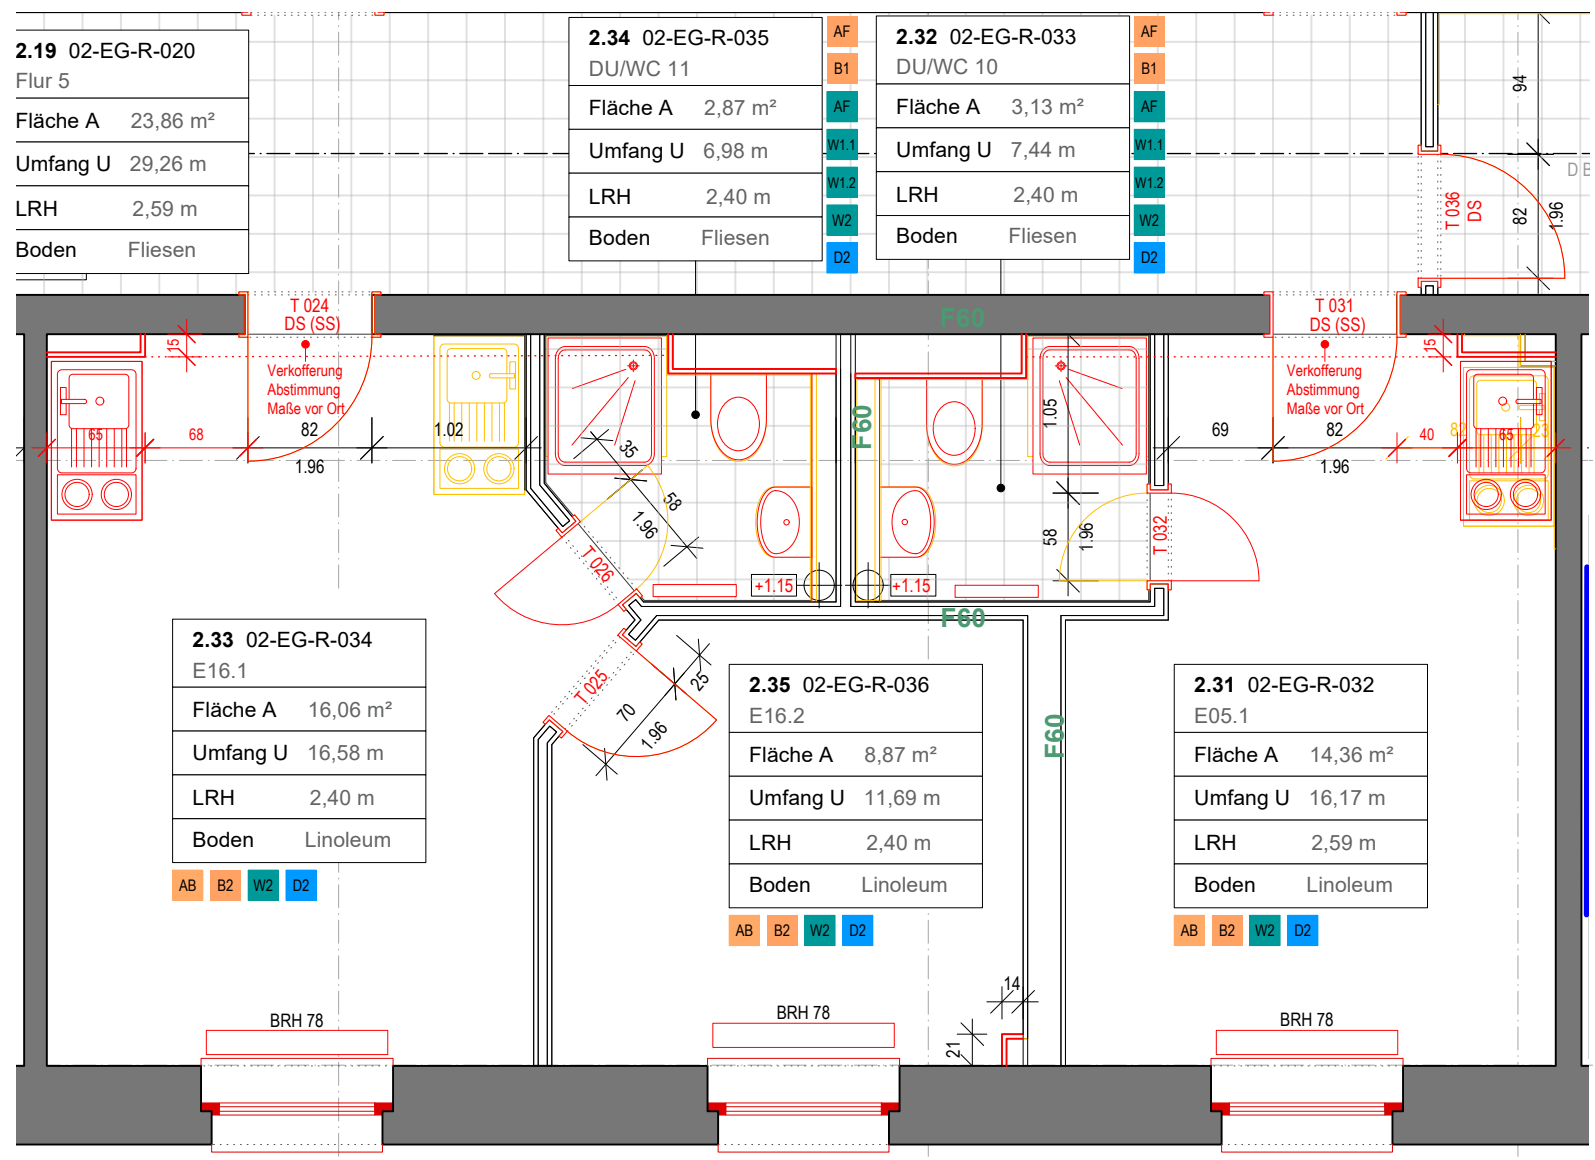 2.19 02-EG-R-020
Flur 5
Fläche A 23,86 m²
Umfang U 29,26 m
LRH 2,59 m
Boden Fliesen
2.34 02-EG-R-035
DU/WC 11
Fläche A 2,87 m²
Umfang U 6,98 m
LRH 2,40 m
Boden Fliesen
AF
B1
AF
W1.1
W1.2
W2
D2
2.32 02-EG-R-033
DU/WC 10
Fläche A 3,13 m²
Umfang U 7,44 m
LRH 2,40 m
Boden Fliesen
AF
B1
AF
W1.1
W1.2
W2
D2
94
D B
T 036
DS
82
1.96
T 024
DS (SS)
Verkofferung
Abstimmung
Maße vor Ort
15
65
68
82
1.96
1.02
F60
T 031
DS (SS)
Verkofferung
Abstimmung
Maße vor Ort
15
69
82
1.96
40
65
23
35
58
1.96
T 026
F60
1.05
58
1.96
T 032
+1.15
+1.15
F60
T 025
25
70
1.96
F60
2.33 02-EG-R-034
E16.1
Fläche A 16,06 m²
Umfang U 16,58 m
LRH 2,40 m
Boden Linoleum
AB B2 W2 D2
2.35 02-EG-R-036
E16.2
Fläche A 8,87 m²
Umfang U 11,69 m
LRH 2,40 m
Boden Linoleum
AB B2 W2 D2
2.31 02-EG-R-032
E05.1
Fläche A 14,36 m²
Umfang U 16,17 m
LRH 2,59 m
Boden Linoleum
AB B2 W2 D2
14
21
BRH 78
BRH 78
BRH 78